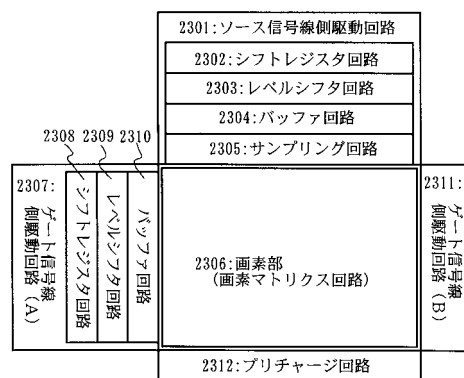 2301:ソース信号線側駆動回路
2302:シフトレジスタ回路
2303:レベルシフタ回路
2304:バッファ回路
2305:サンプリング回路
2308 2309 2310
2307:
ゲート信号線
側駆動回路(A)
シフトレジスタ回路
レベルシフタ回路
バッファ回路
2306:画素部
(画素マトリクス回路)
2311:
ゲート信号線
側駆動回路(B)
2312:プリチャージ回路